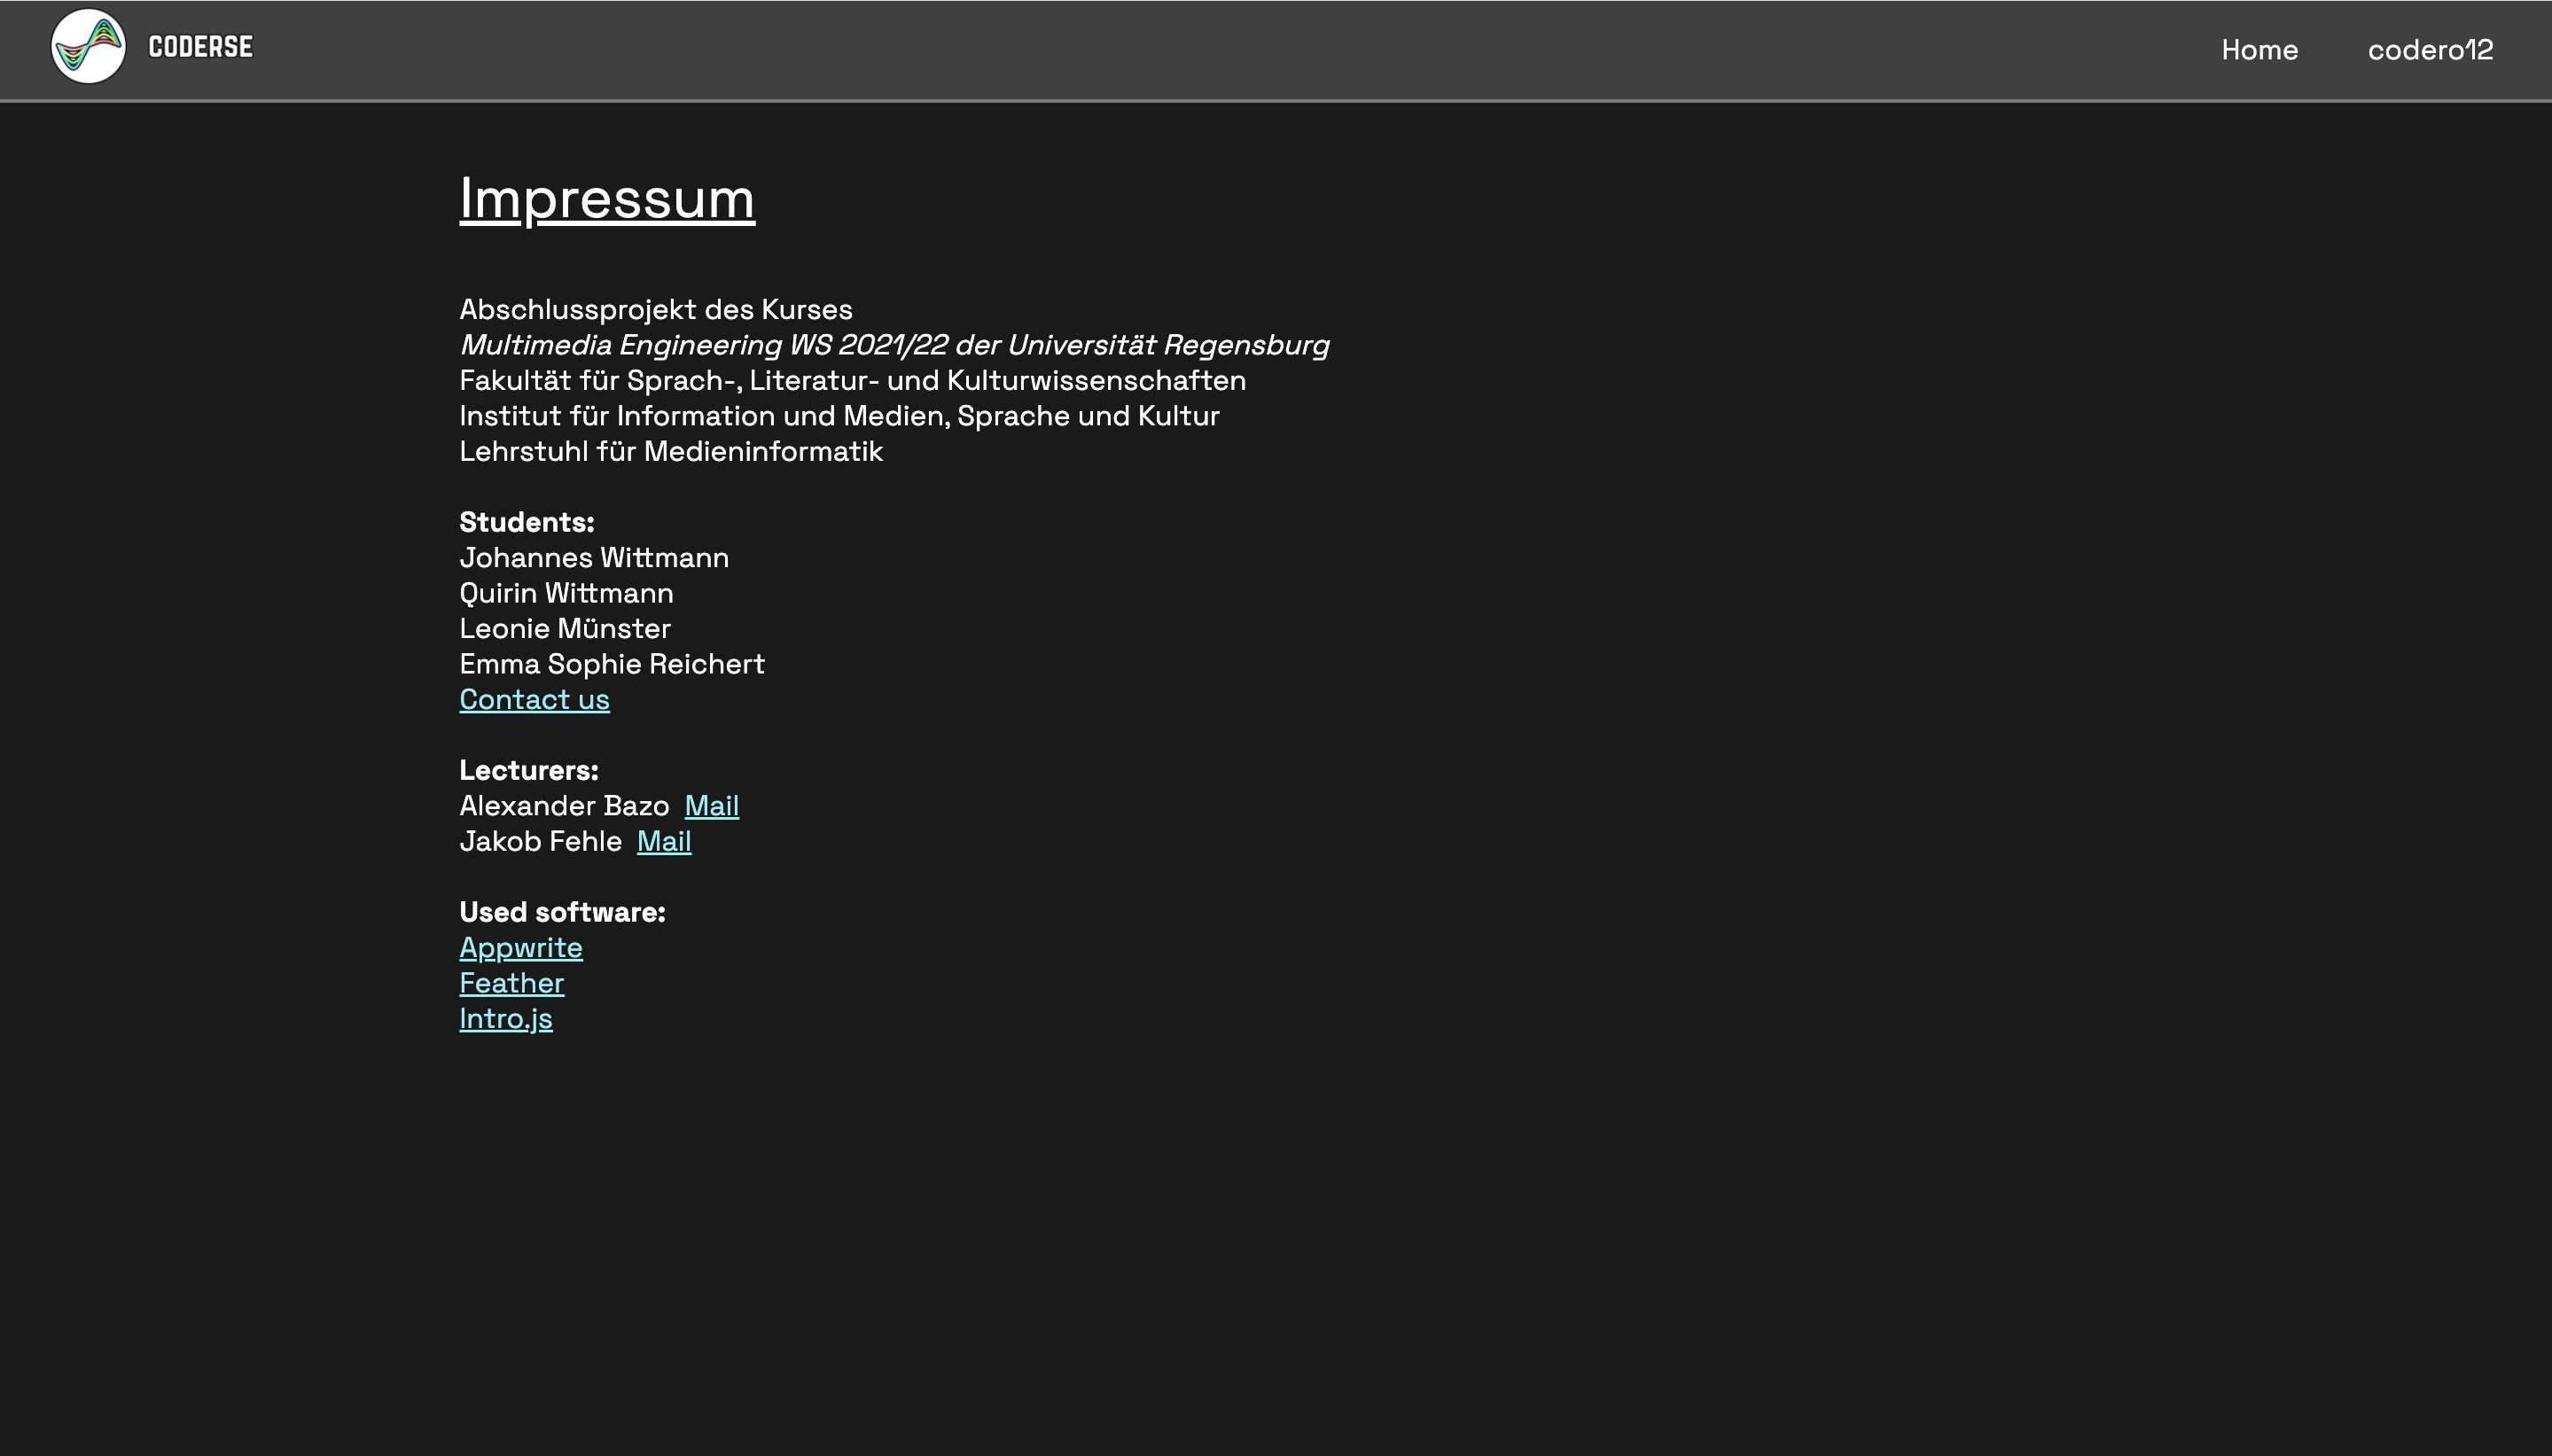 CODERSE
Home
codero12
Impressum
Abschlussprojekt des Kurses
Multimedia Engineering WS 2021/22 der Universität Regensburg
Fakultät für Sprach-, Literatur- und Kulturwissenschaften
Institut für Information und Medien, Sprache und Kultur
Lehrstuhl für Medieninformatik
Students:
Johannes Wittmann
Quirin Wittmann
Leonie Münster
Emma Sophie Reichert
Contact us
Lecturers:
Alexander Bazo Mail
Jakob Fehle Mail
Used software:
Appwrite
Feather
Intro.js